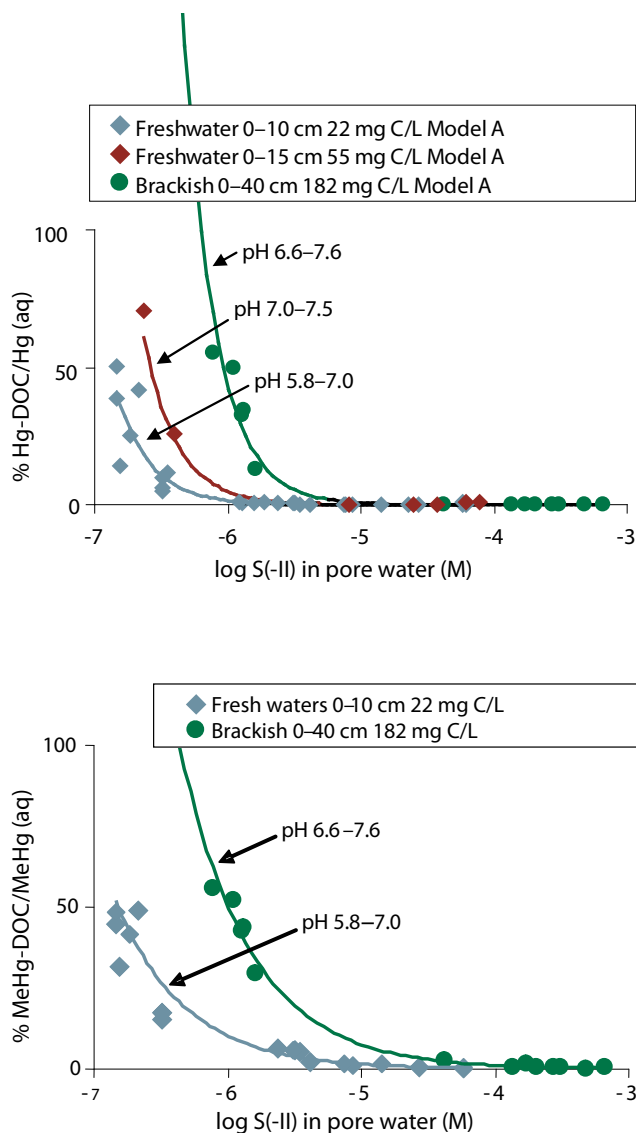 Freshwater 0–10 cm 22 mg C/L Model A
Freshwater 0–15 cm 55 mg C/L Model A
Brackish 0–40 cm 182 mg C/L Model A
100
50
0
% Hg-DOC/Hg (aq)
pH 6.6–7.6
pH 7.0–7.5
pH 5.8–7.0
-7
-6
-5
-4
-3
log S(-II) in pore water (M)
Fresh waters 0–10 cm 22 mg C/L
Brackish 0–40 cm 182 mg C/L
100
50
0
% MeHg-DOC/MeHg (aq)
pH 6.6–7.6
pH 5.8–7.0
-7
-6
-5
-4
-3
log S(-II) in pore water (M)